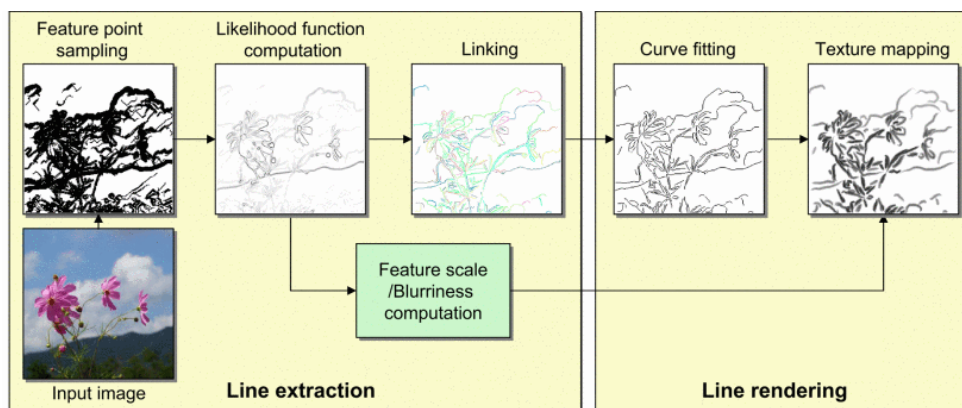 Feature point
sampling
Likelihood function
computation
Linking
Curve fitting
Texture mapping
Feature scale
/Blurriness
computation
Input image
Line extraction
Line rendering